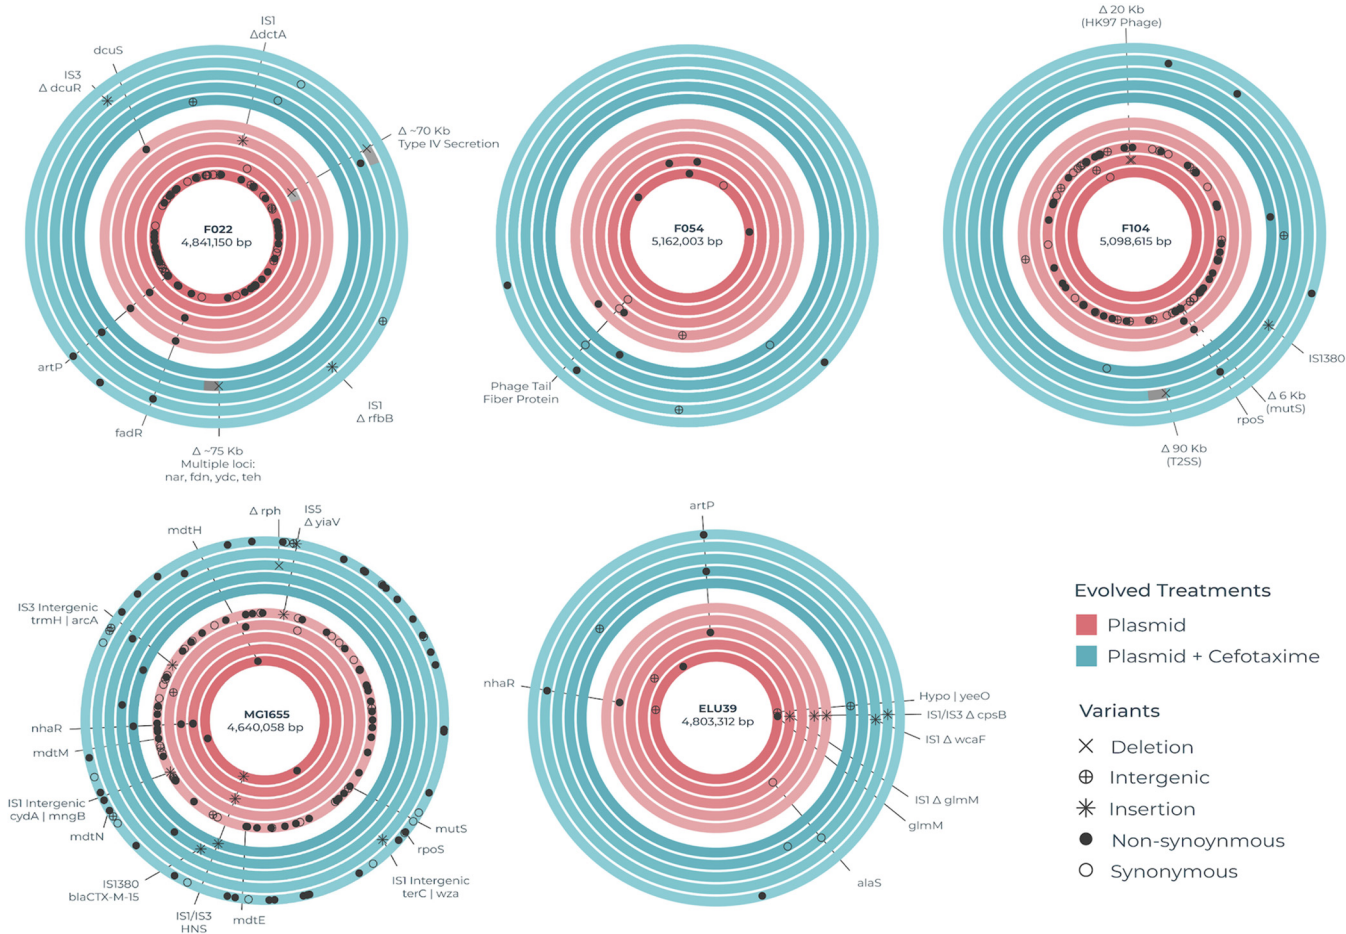 IS1
ΔdctA
dcuS
IS3
Δ dcuR
Δ ~70 Kb
Type IV Secretion
F022
4,841,150 bp
artP
fadR
IS1
Δ rfbB
Δ ~75 Kb
Multiple loci:
nar, fdn, ydc, teh
F054
5,162,003 bp
Phage Tail
Fiber Protein
Δ 20 Kb
(HK97 Phage)
F104
5,098,615 bp
IS1380
Δ 6 Kb
(mutS)
rpoS
Δ 90 Kb
(T2SS)
Δ rph
IS5
Δ yiaV
mdtH
IS3 Intergenic
trmH | arcA
MG1655
4,640,058 bp
nhaR
mdtM
IS1 Intergenic
cydA | mngB
mdtN
mutS
rpoS
IS1 Intergenic
terC | wza
IS1380
blaCTX-M-15
IS1/IS3
HNS
mdtE
artP
nhaR
ELU39
4,803,312 bp
Hypo | yeeO
IS1/IS3 Δ cpsB
IS1 Δ wcaF
IS1 Δ glmM
glmM
alaS
Evolved Treatments
Plasmid
Plasmid + Cefotaxime
Variants
Deletion
Intergenic
Insertion
Non-synoynmous
Synonymous